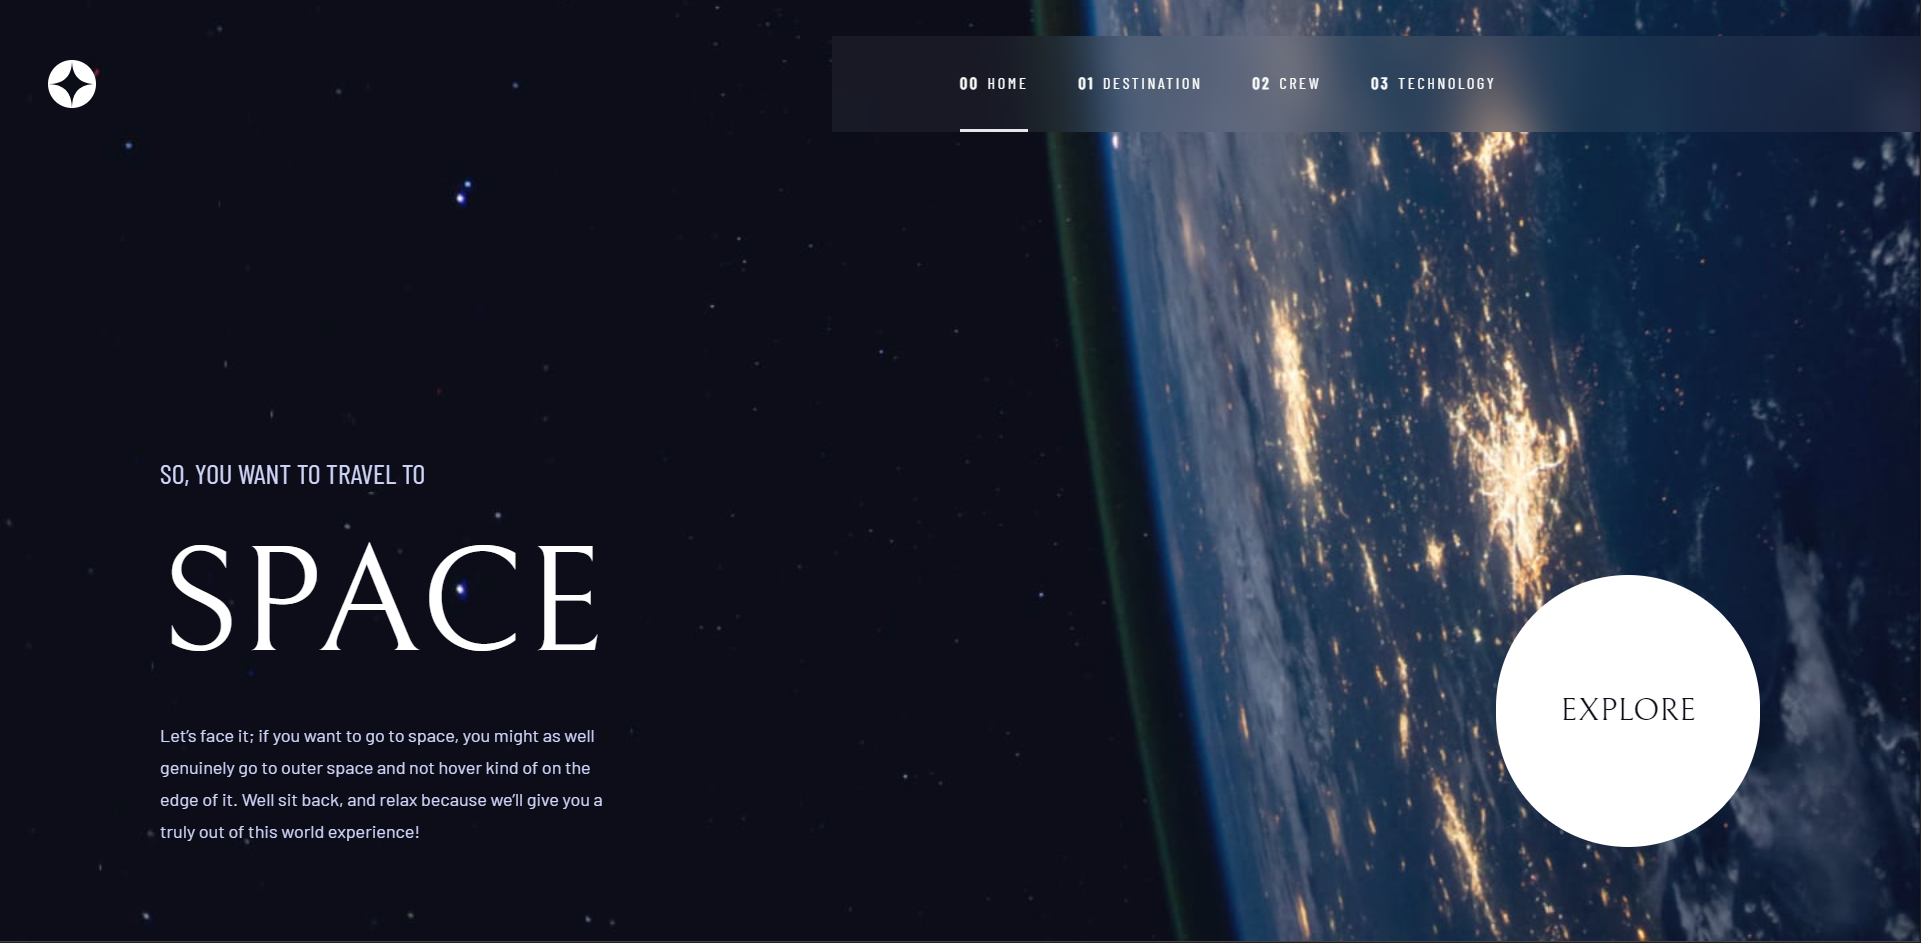 00 HOME 01 DESTINATION 02 CREW 03 TECHNOLOGY
SO, YOU WANT TO TRAVEL TO
SPACE
Let’s face it; if you want to go to space, you might as well
genuinely go to outer space and not hover kind of on the
edge of it. Well sit back, and relax because we’ll give you a
truly out of this world experience!
EXPLORE